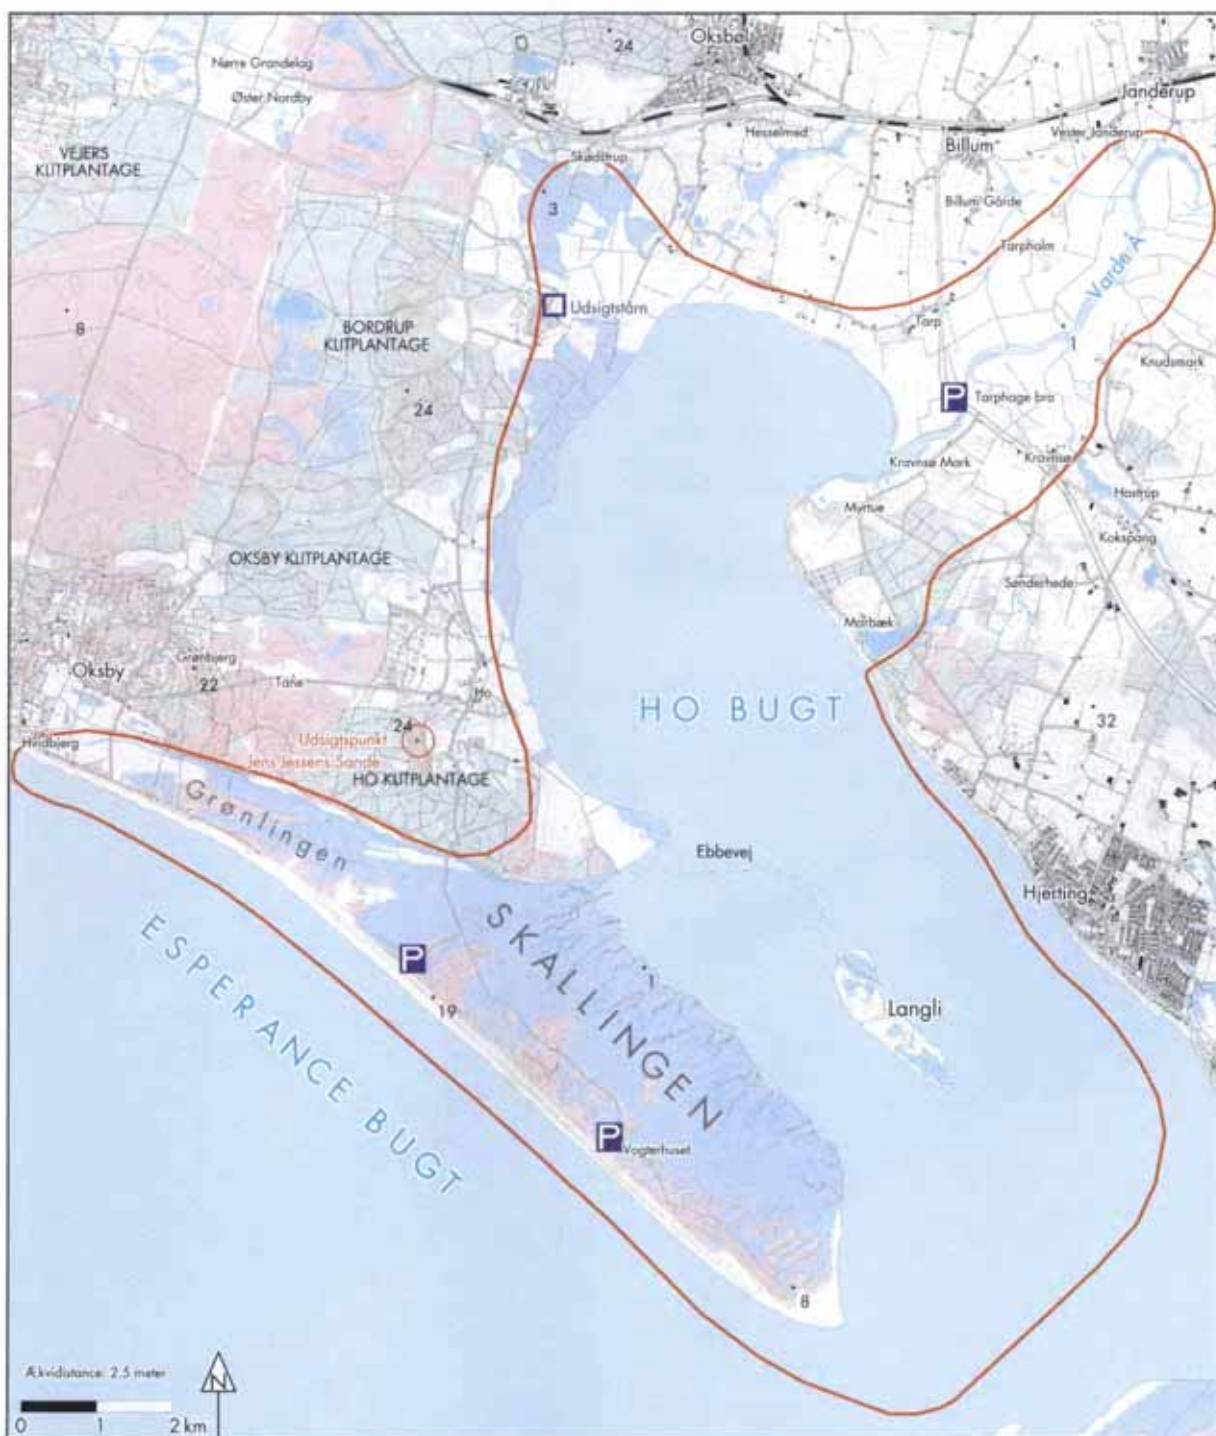 Oksbøl
24
Nørre Grandelag
Øster Nordby
Janderup
Hesselmed
Vester Janderup
Billum
VEJERS
KLITPLANTAGE
Skødstrup
3
Billum Gårde
Tarpholm
Varde Å
Udsigtstårn
8
BORDRUP
KLITPLANTAGE
Tarp
1
Knudsmark
24
P
Tarphage bro
Kravnsø Mark
Kravnsø
Hostrup
Myrtue
Kokspang
OKSBY KLITPLANTAGE
Sønderhede
Marbæk
Grønbjerg
Oksby
22
Tane
Ho
HO BUGT
32
24
Hvidbjerg
Udsigtspunkt
Jens Jessens Sande
HO KLITPLANTAGE
Grønlingen
Ebbevej
Hjerting
SKALLINGEN
ESPERANCE BUGT
P
19
Langli
P
Vogterhuset
8
Ækvidistance: 2.5 meter
N
0 1 2 km